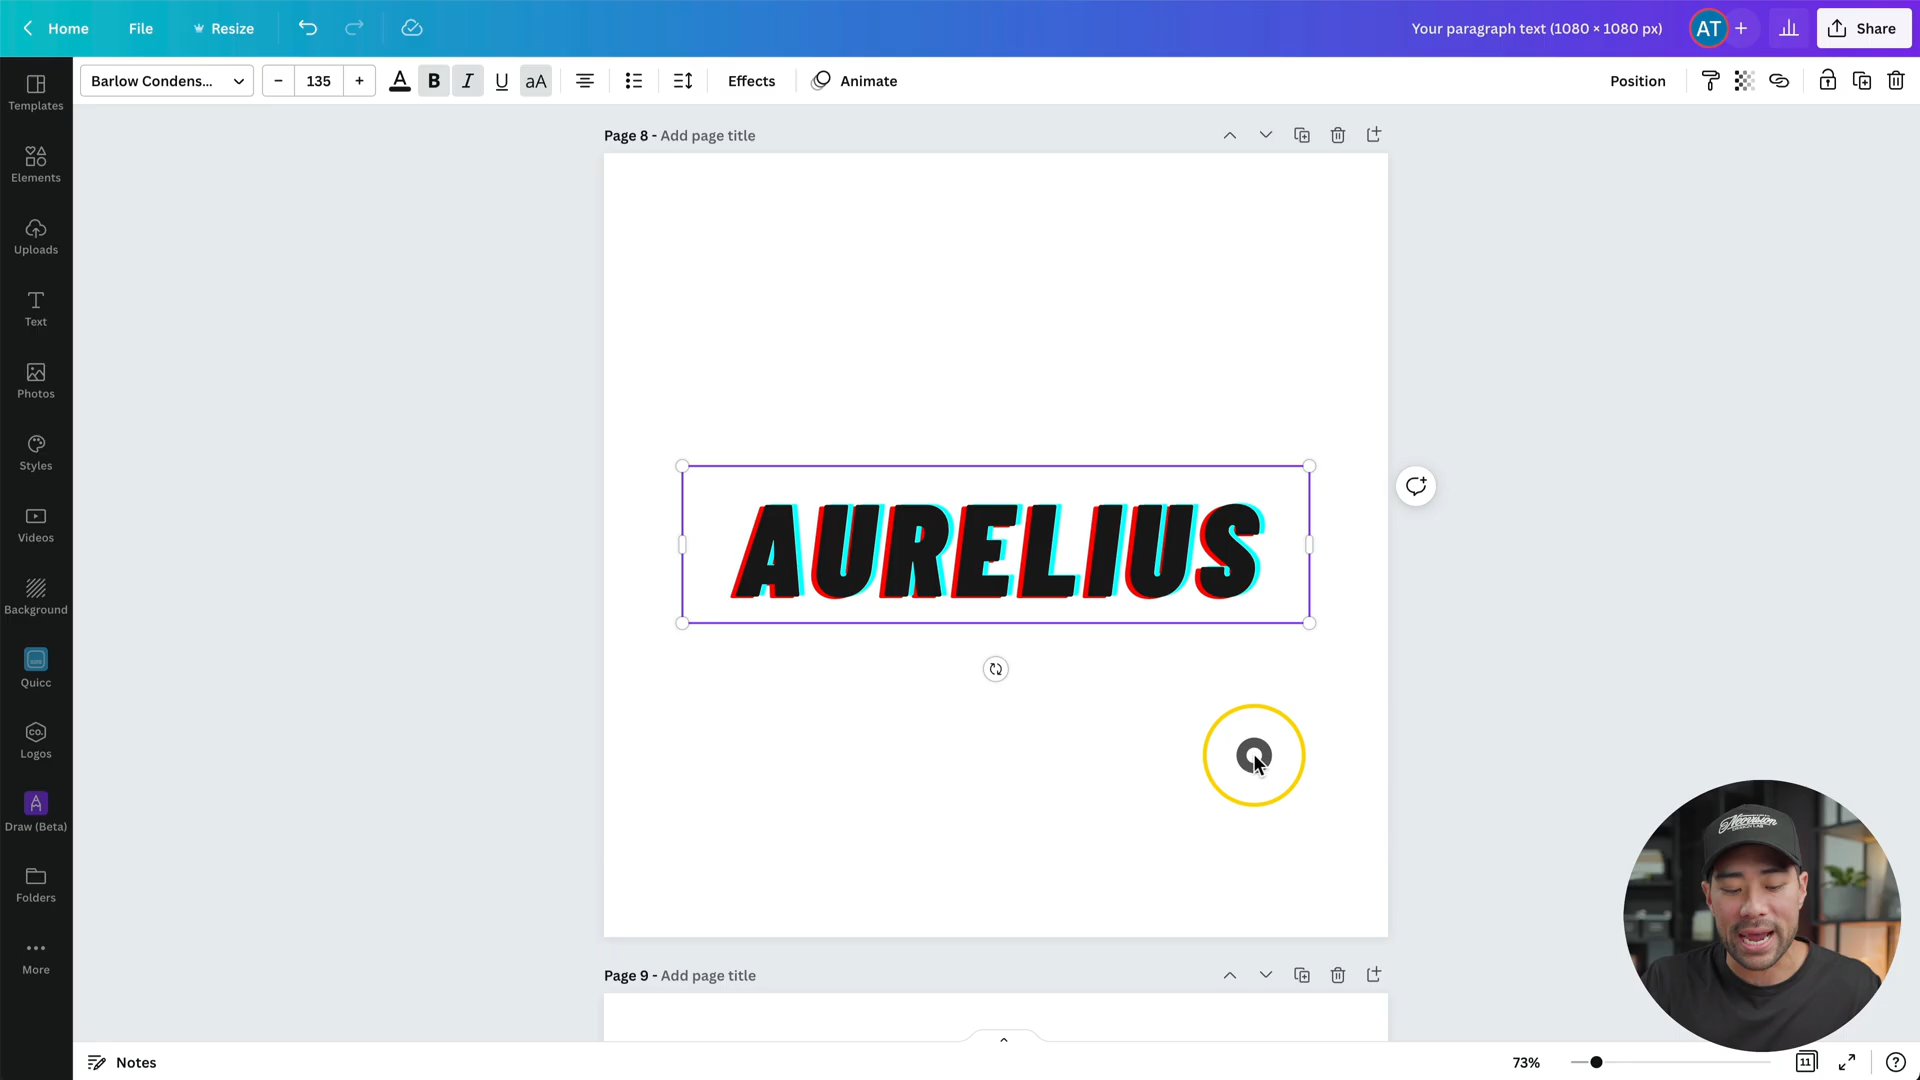 Home File Resize Your paragraph text (1080 × 1080 px) AT + Share
Barlow Condens... − 135 + A B I U aA Effects Animate Position
Templates
Elements
Uploads
Text
Photos
Styles
Videos
Background
Quicc
CO.
Logos
Draw (Beta)
Folders
More
Page 8 - Add page title
AURELIUS
Page 9 - Add page title
Notes 73% 11 ?